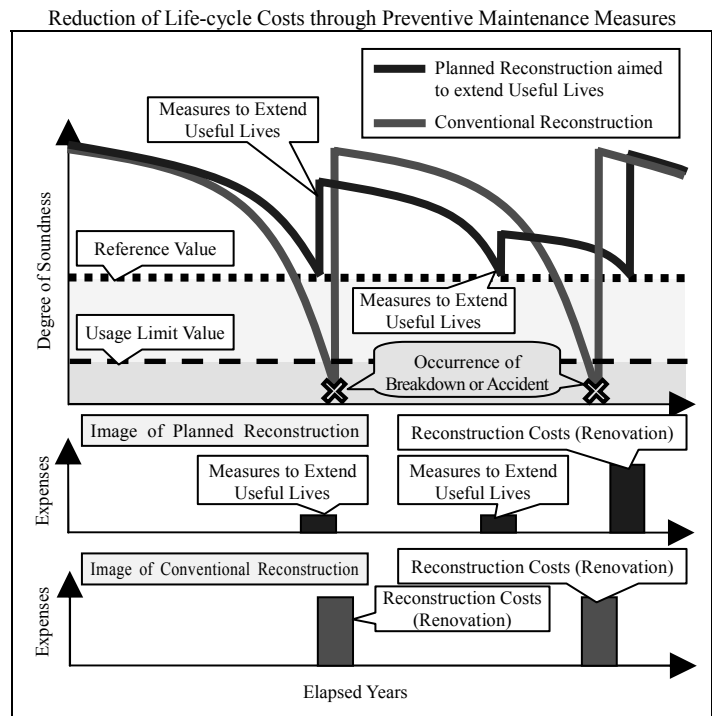 Reduction of Life-cycle Costs through Preventive Maintenance Measures
Planned Reconstruction aimed
to extend Useful Lives
Conventional Reconstruction
Measures to Extend
Useful Lives
Degree of Soundness
Reference Value
Measures to Extend
Useful Lives
Usage Limit Value
Occurrence of
Breakdown or Accident
Expenses
Image of Planned Reconstruction
Reconstruction Costs (Renovation)
Measures to Extend
Useful Lives
Measures to Extend
Useful Lives
Expenses
Image of Conventional Reconstruction
Reconstruction Costs (Renovation)
Reconstruction Costs
(Renovation)
Elapsed Years